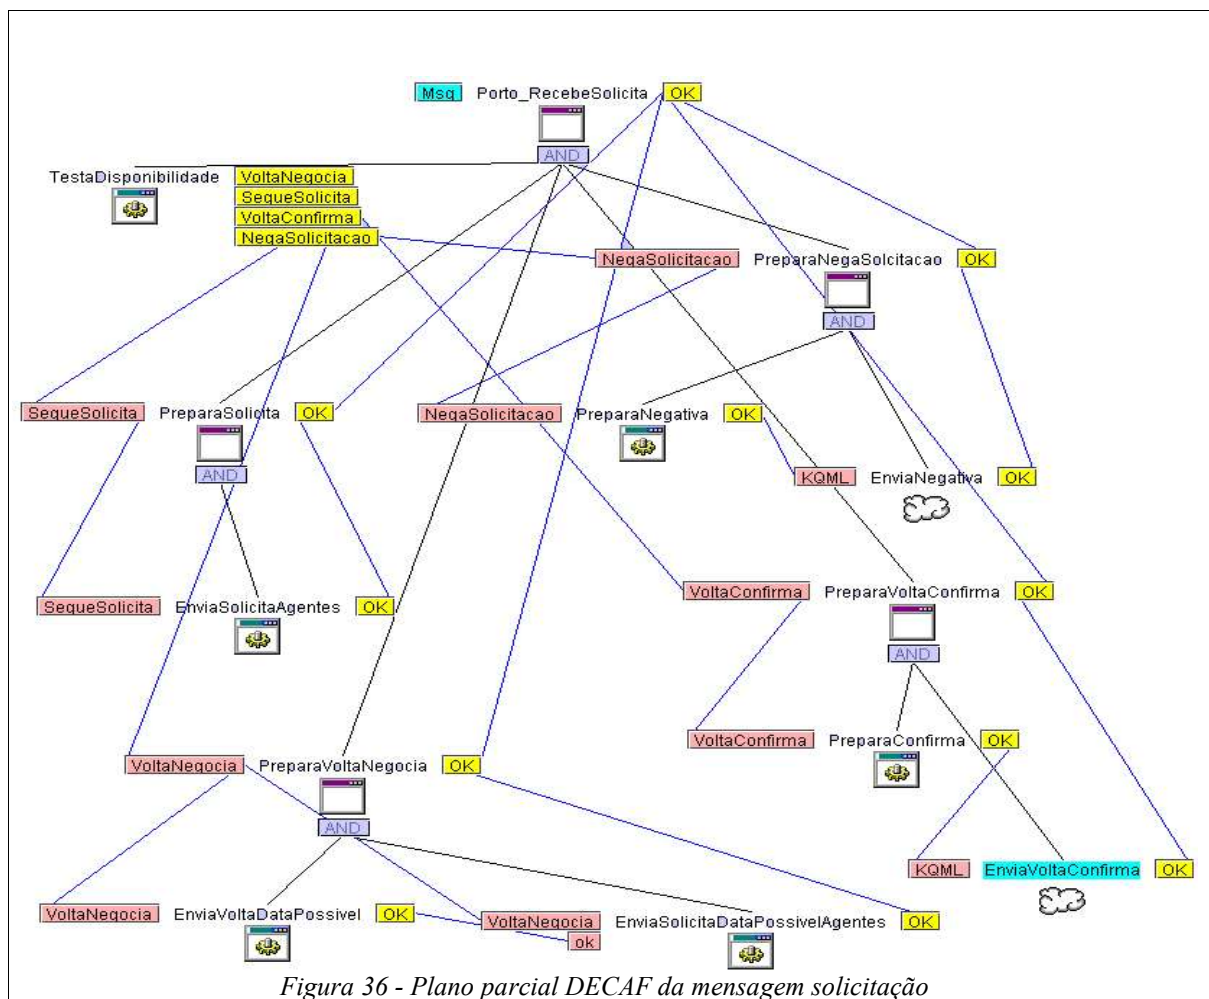 Msg Porto_RecebeSolicita OK
AND
TestaDisponibilidade VoltaNegocia
SegueSolicita
VoltaConfirma
NegaSolicitacao
NegaSolicitacao PreparaNegaSolcitacao OK
AND
SegueSolicita PreparaSolicita OK NegaSolicitacao PreparaNegativa OK
AND
KQML EnviaNegativa OK
VoltaConfirma PreparaVoltaConfirma OK
SegueSolicita EnviaSolicitaAgentes OK
AND
VoltaConfirma PreparaConfirma OK
VoltaNegocia PreparaVoltaNegocia OK
AND
KQML EnviaVoltaConfirma OK
VoltaNegocia EnviaVoltaDataPossivel OK VoltaNegocia EnviaSolicitaDataPossivelAgentes OK
ok
Figura 36 - Plano parcial DECAF da mensagem solicitação